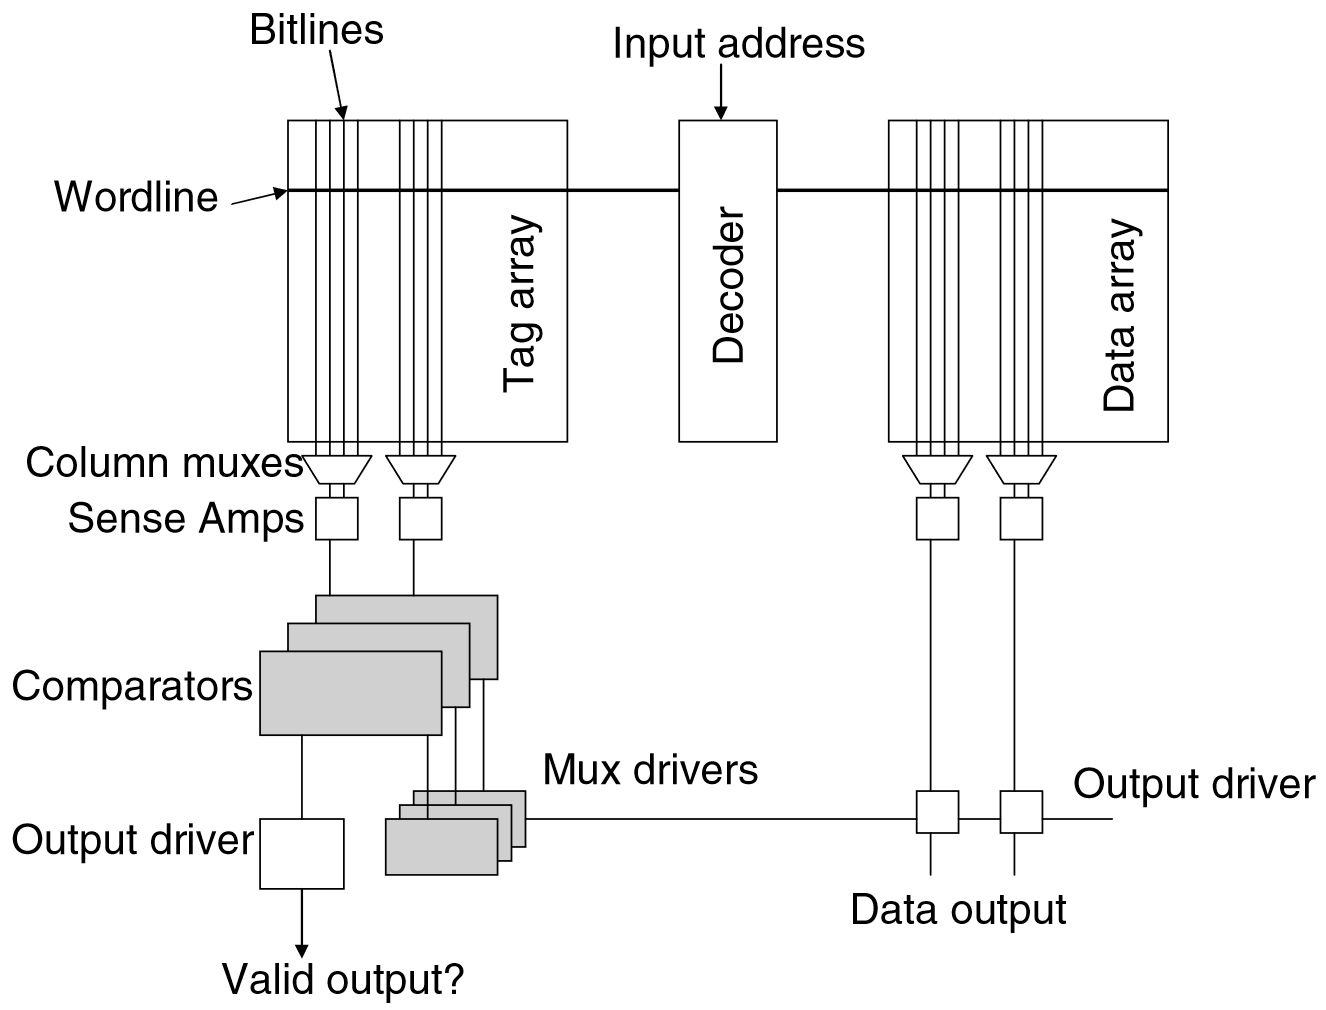 Bitlines
Input address
Wordline
Tag array
Decoder
Data array
Column muxes
Sense Amps
Comparators
Mux drivers
Output driver
Output driver
Data output
Valid output?